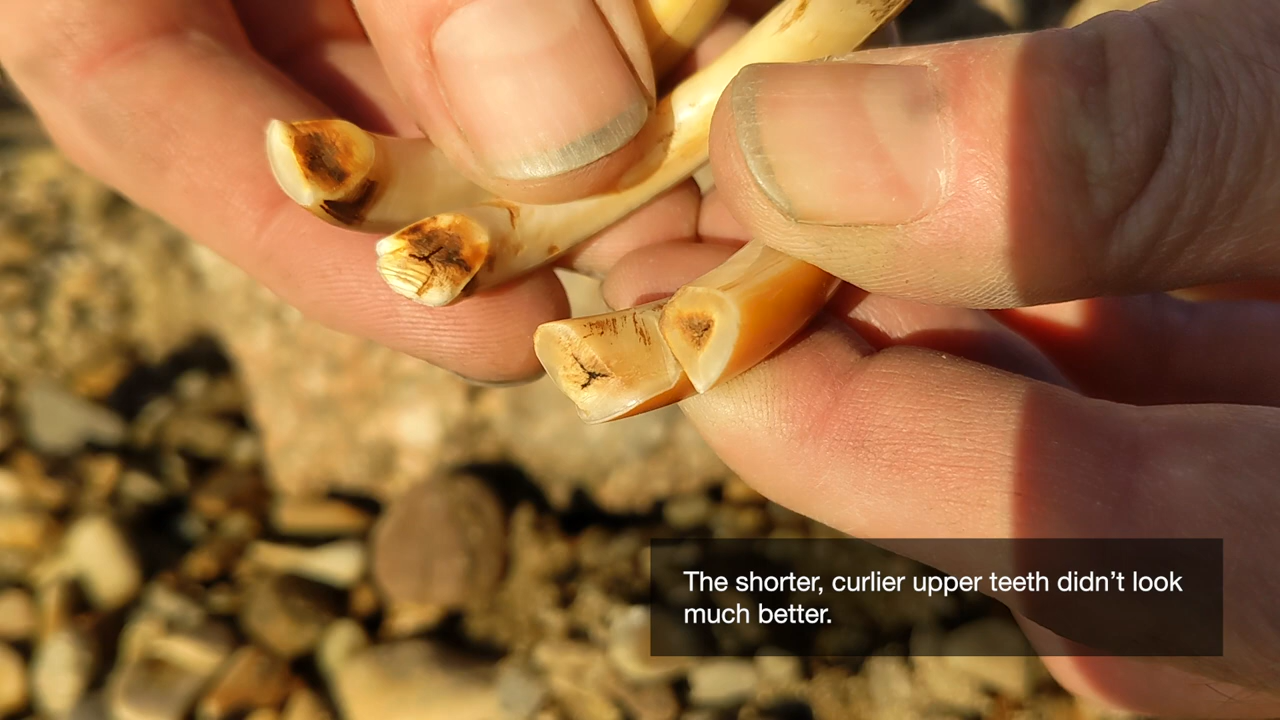 The shorter, curlier upper teeth didn’t look
much better.